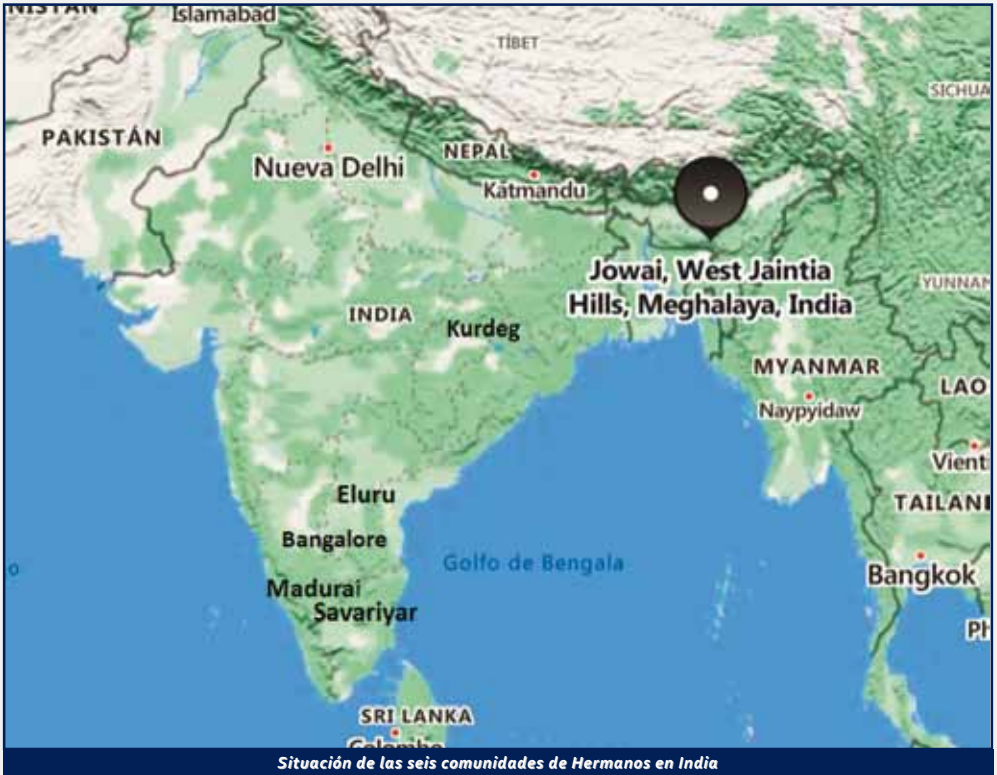 Islamabad
TÍBET
SICHUA
PAKISTÁN
Nueva Delhi
NEPAL
Katmandu
Jowai, West Jaintia
Hills, Meghalaya, India
YUNNAN
INDIA
Kurdeg
MYANMAR
LAO
Naypyidaw
Vient
Eluru
TAILAN
Bangalore
Golfo de Bengala
o
Bangkok
Madurai
Savariyar
Ph
SRI LANKA
Situación de las seis comunidades de Hermanos en India